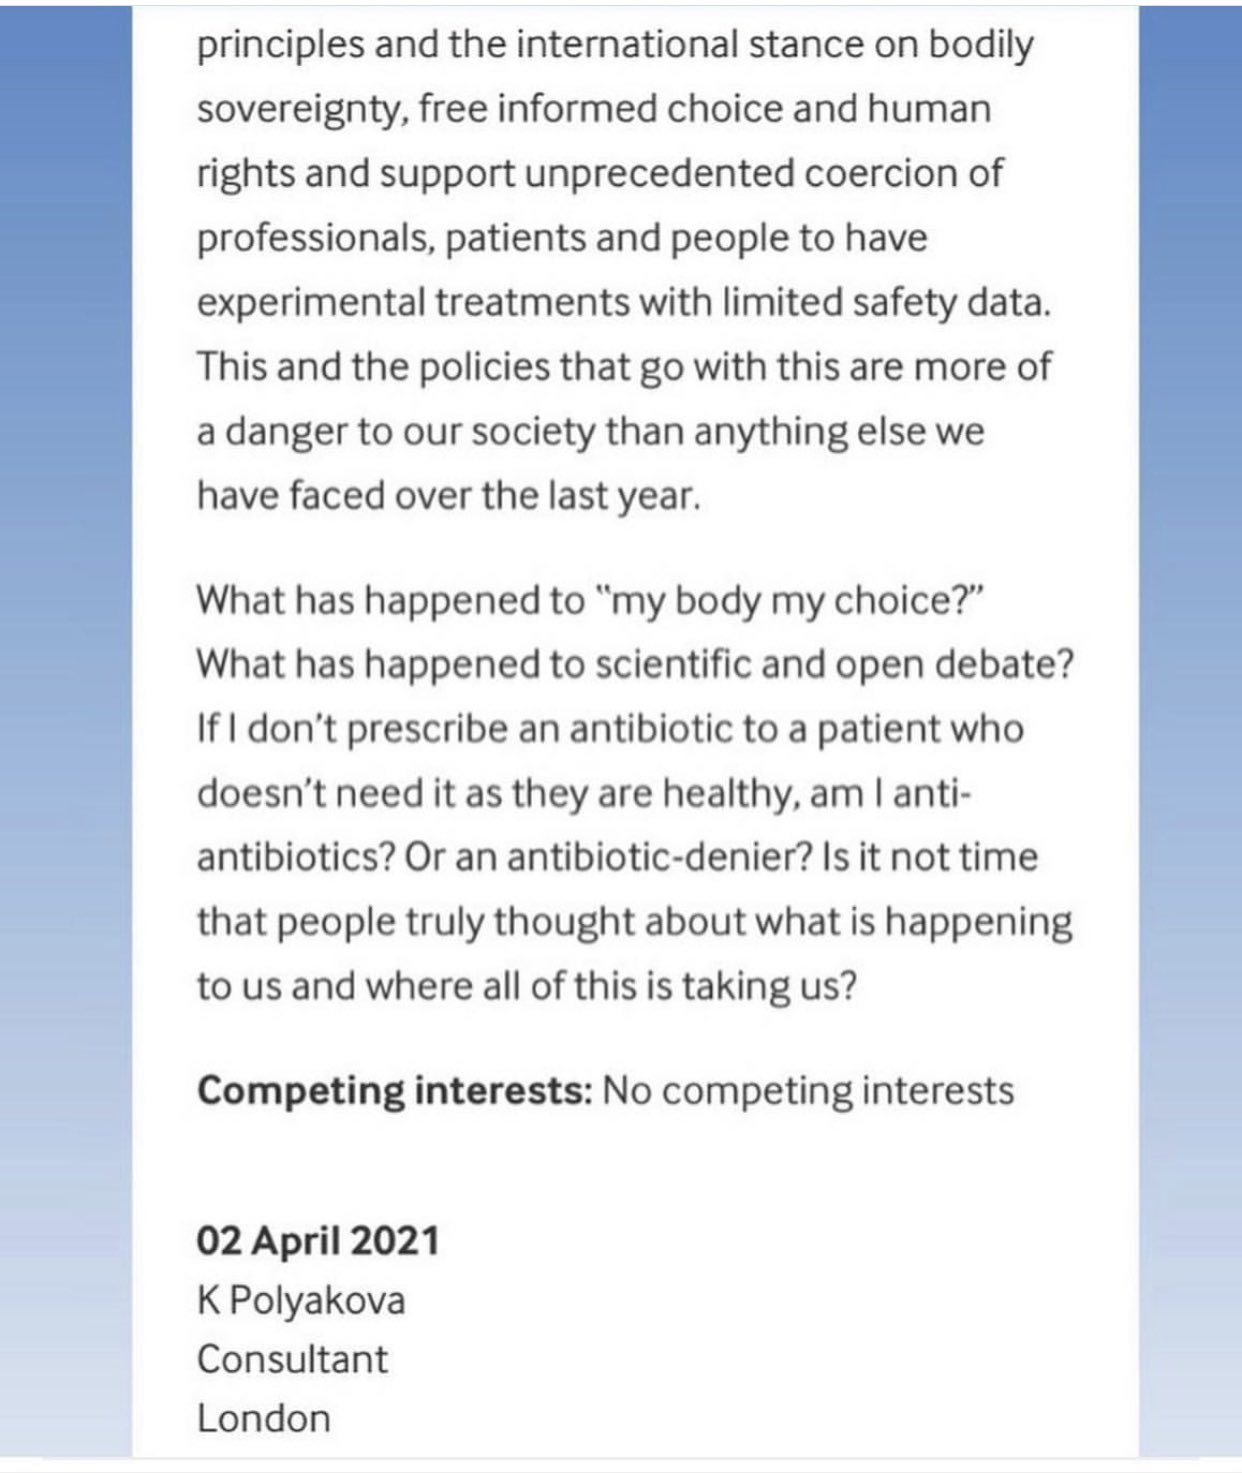 principles and the international stance on bodily
sovereignty, free informed choice and human
rights and support unprecedented coercion of
professionals, patients and people to have
experimental treatments with limited safety data.
This and the policies that go with this are more of
a danger to our society than anything else we
have faced over the last year.
What has happened to "my body my choice?"
What has happened to scientific and open debate?
If I don't prescribe an antibiotic to a patient who
doesn't need it as they are healthy, am I anti-
antibiotics? Or an antibiotic-denier? Is it not time
that people truly thought about what is happening
to us and where all of this is taking us?
Competing interests: No competing interests
02 April 2021
K Polyakova
Consultant
London